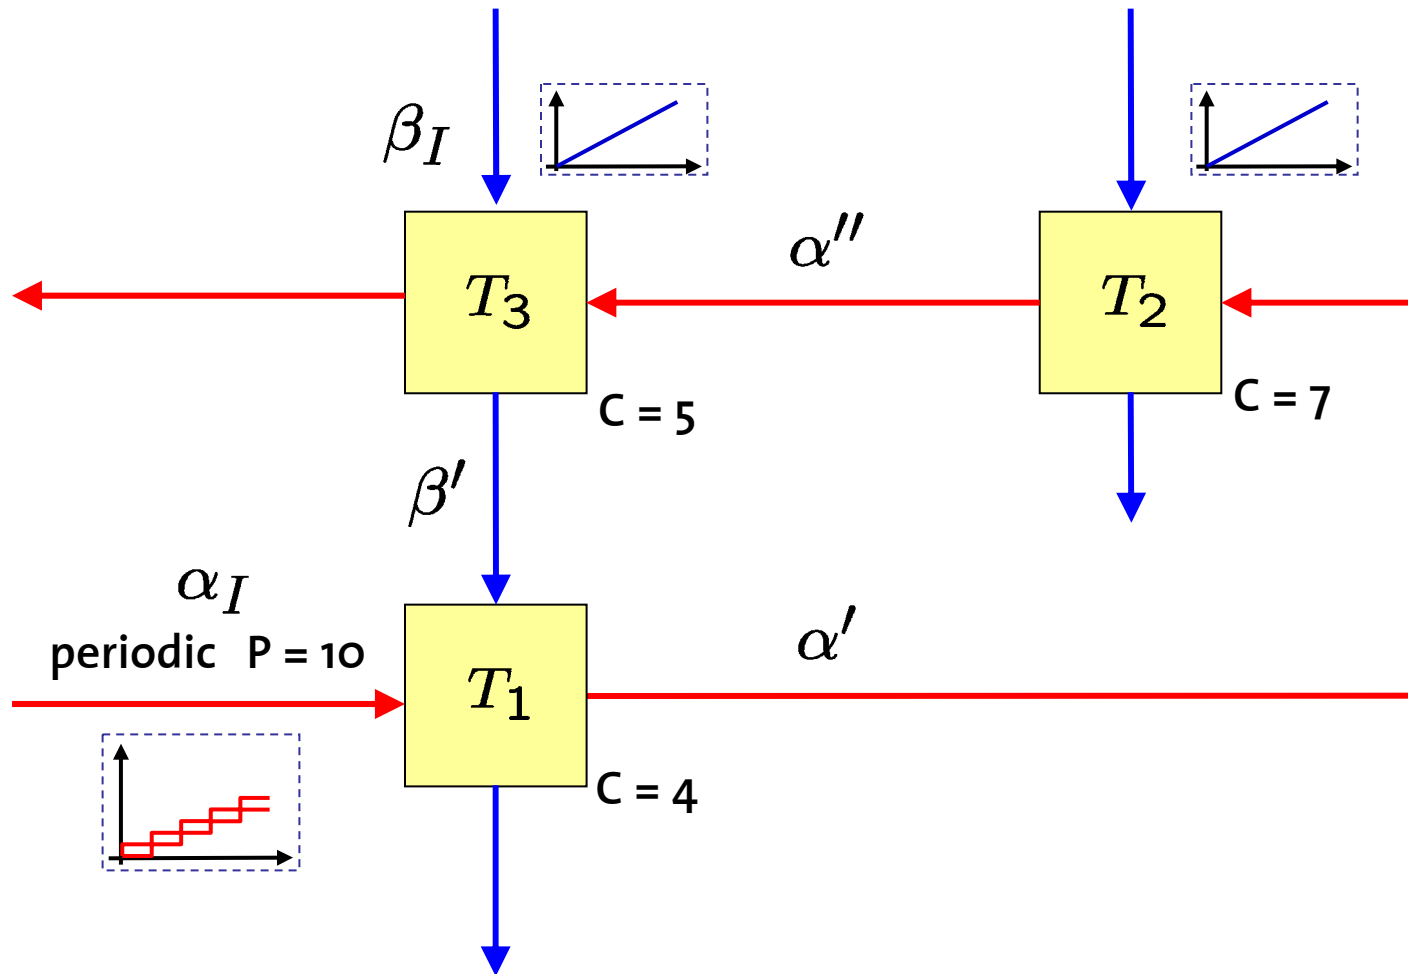 β_I
α''
T_3
T_2
C = 5
C = 7
β'
α_I
periodic P = 10
α'
T_1
C = 4